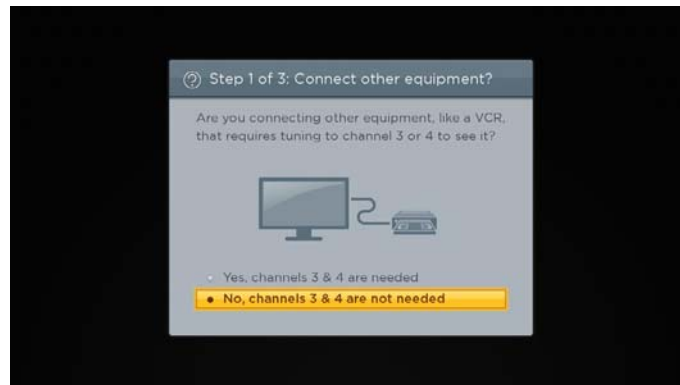 Step 1 of 3: Connect other equipment?
Are you connecting other equipment, like a VCR,
that requires tuning to channel 3 or 4 to see it?
Yes, channels 3 & 4 are needed
No, channels 3 & 4 are not needed